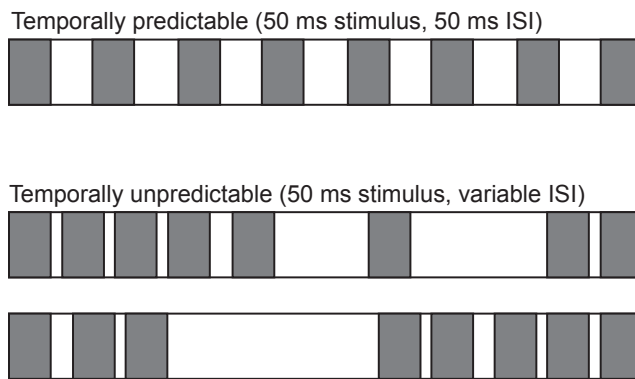 Temporally predictable (50 ms stimulus, 50 ms ISI)
Temporally unpredictable (50 ms stimulus, variable ISI)